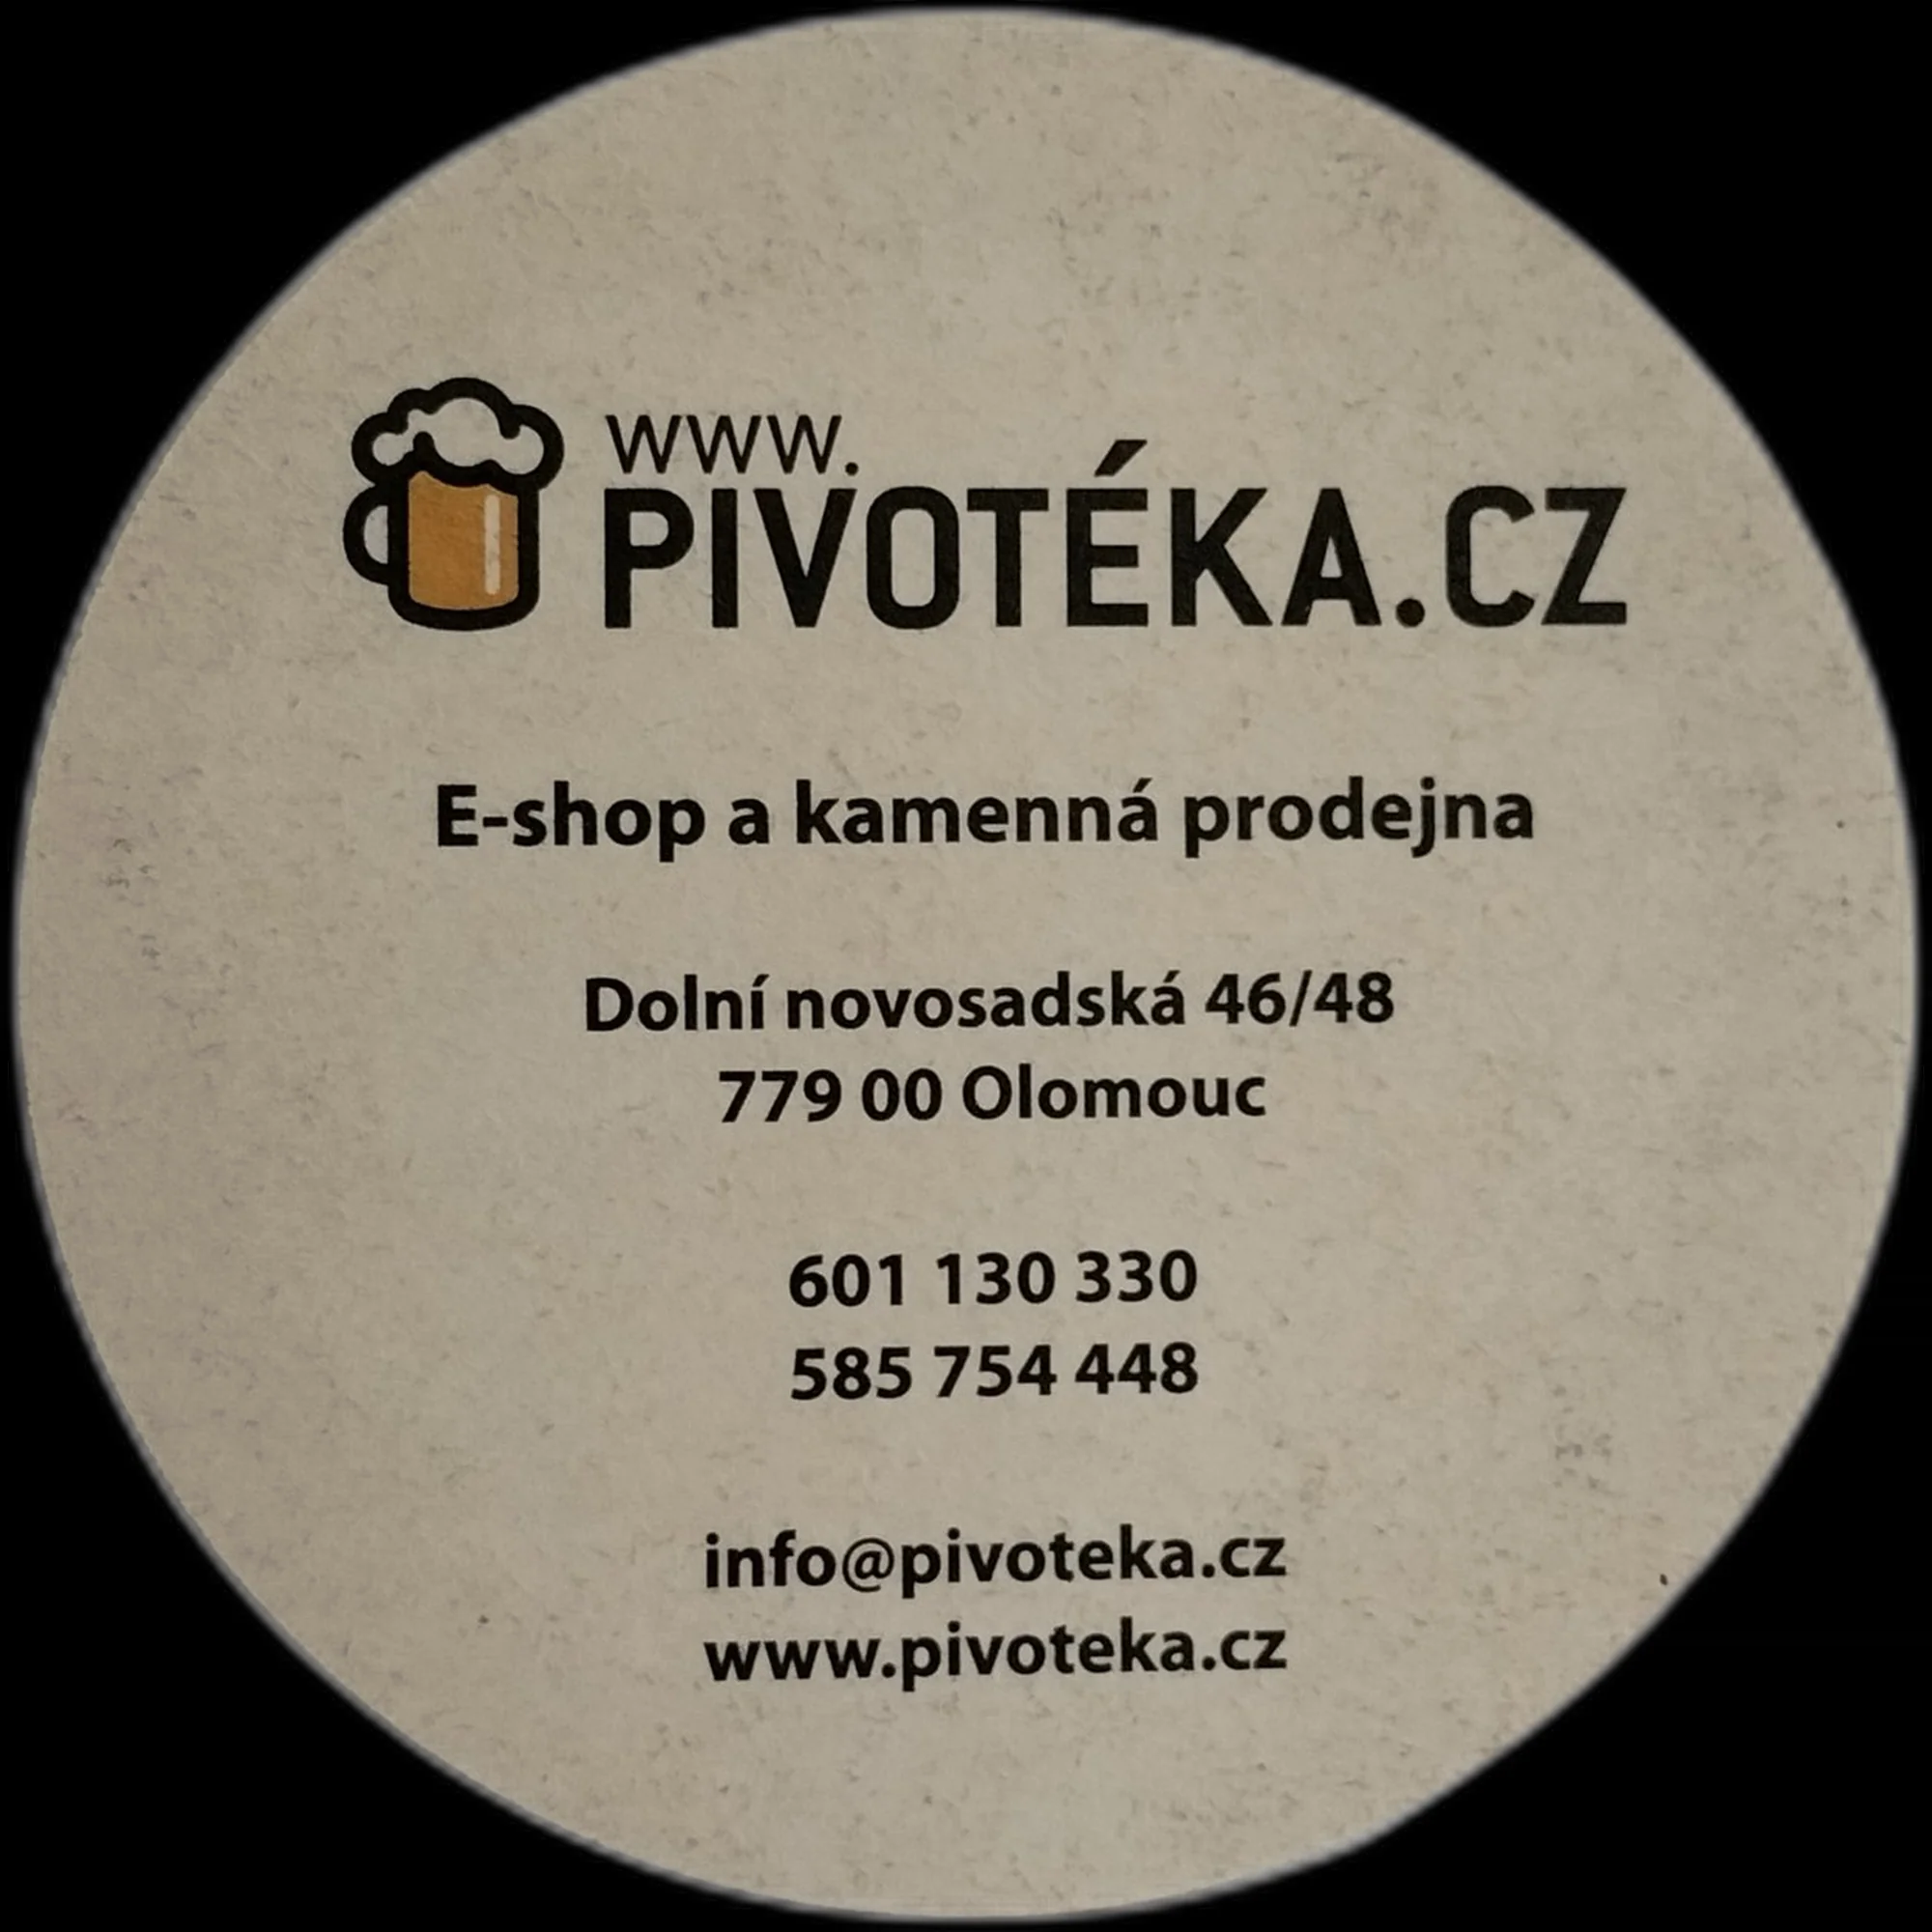 www.
PIVOTÉKA.CZ
E-shop a kamenná prodejna
Dolní novosadská 46/48
779 00 Olomouc
601 130 330
585 754 448
info@pivoteka.cz
www.pivoteka.cz